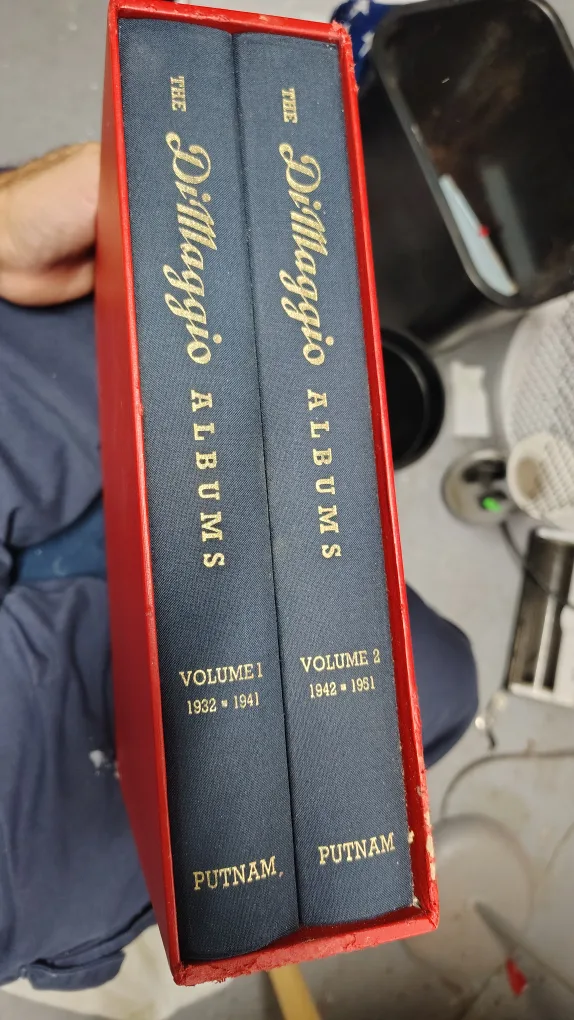 THE
DiMaggio
ALBUMS
VOLUME 1
1932 ▪ 1941
PUTNAM
THE
DiMaggio
ALBUMS
VOLUME 2
1942 ▪ 1951
PUTNAM